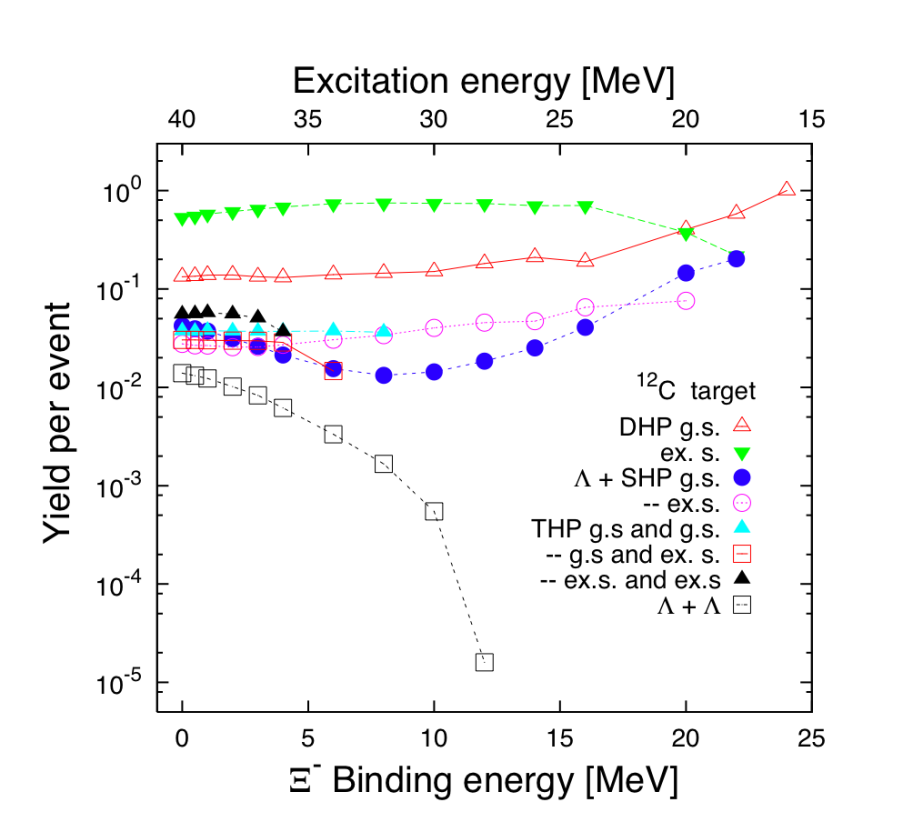 Excitation energy [MeV]
40 35 30 25 20 15
10⁰
10⁻¹
10⁻²
10⁻³
10⁻⁴
10⁻⁵
Yield per event
¹²C target
DHP g.s.
ex. s.
Λ + SHP g.s.
-- ex.s.
THP g.s and g.s.
-- g.s and ex. s.
-- ex.s. and ex.s
Λ + Λ
0 5 10 15 20 25
Ξ⁻ Binding energy [MeV]